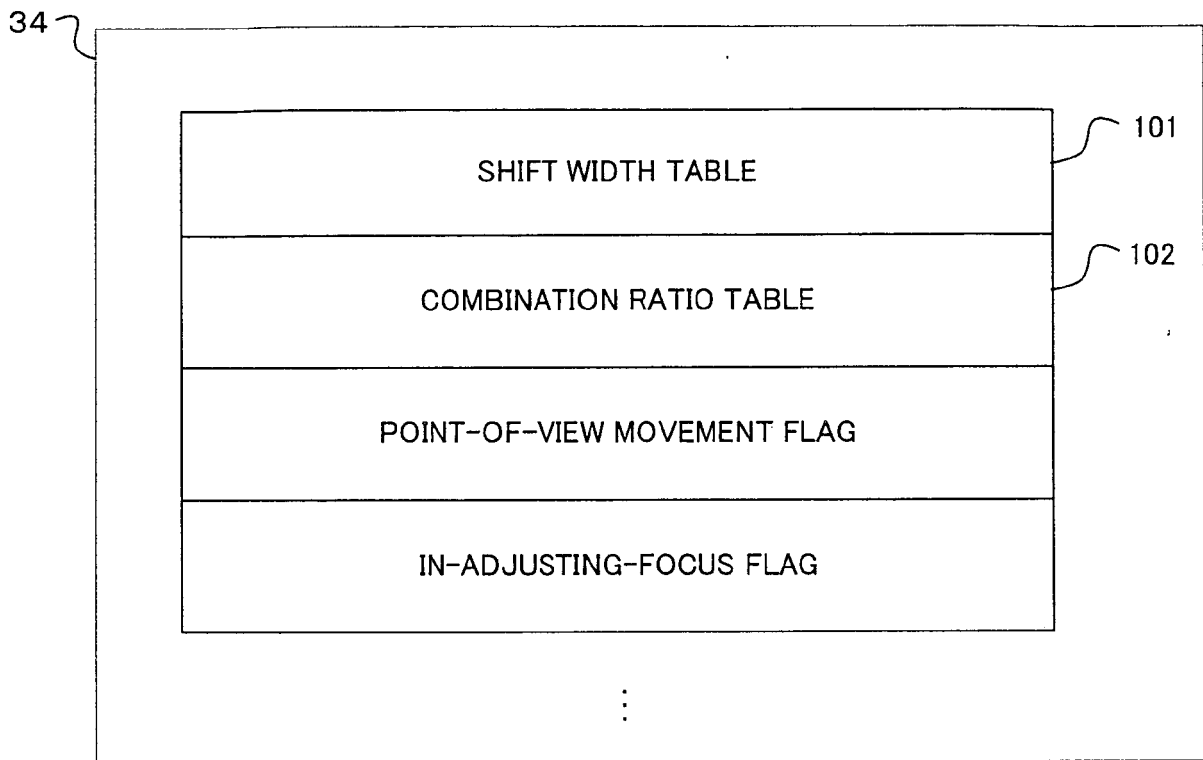 34
SHIFT WIDTH TABLE
101
COMBINATION RATIO TABLE
102
POINT-OF-VIEW MOVEMENT FLAG
IN-ADJUSTING-FOCUS FLAG
⋮